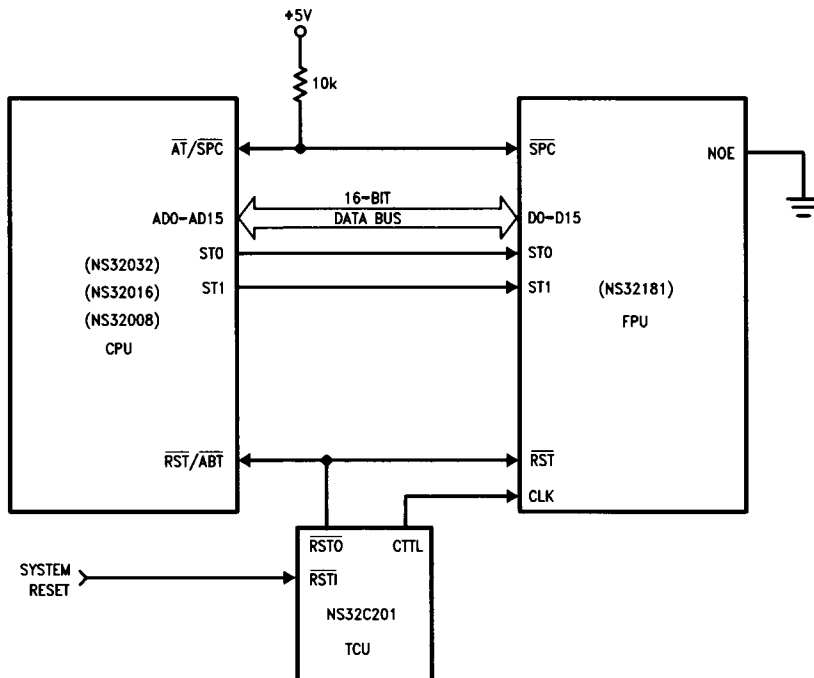 +5V
10k
AT/SPC
SPC
NOE
16-BIT
AD0-AD15
DATA BUS
D0-D15
ST0
ST0
(NS32032)
ST1
ST1
(NS32016)
(NS32181)
(NS32008)
FPU
CPU
RST/ABT
RST
CLK
RSTO
CTTL
SYSTEM
RESET
RSTI
NS32C201
TCU